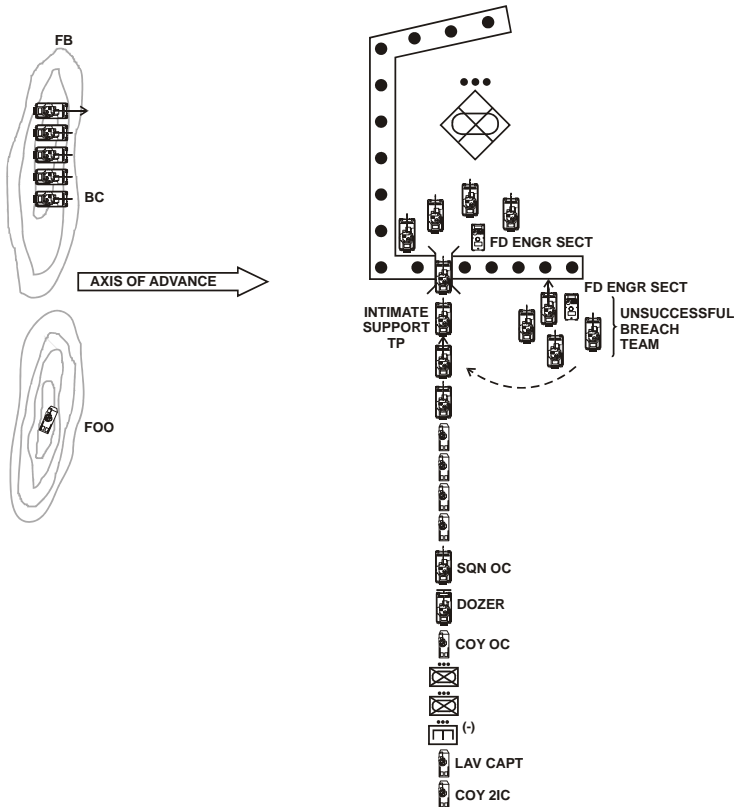 FB
BC
FD ENGR SECT
AXIS OF ADVANCE
FD ENGR SECT
INTIMATE
SUPPORT
TP
UNSUCCESSFUL
BREACH
TEAM
FOO
SQN OC
DOZER
COY OC
(-)
LAV CAPT
COY 2IC